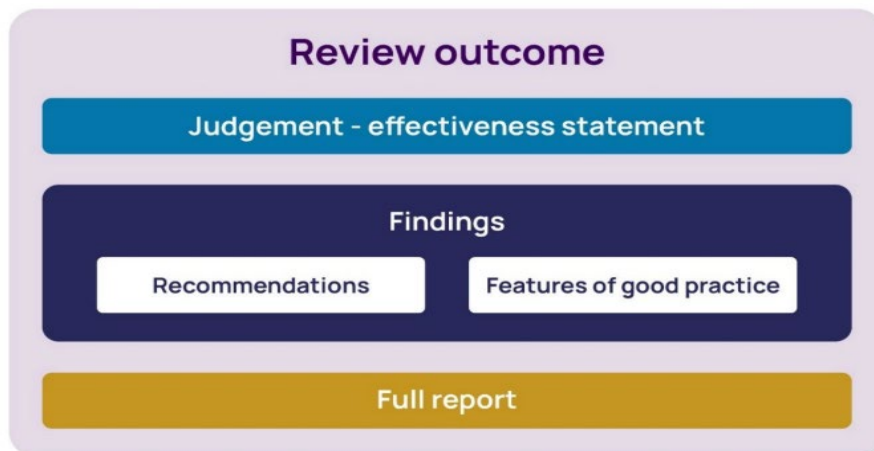 Review outcome
Judgement - effectiveness statement
Findings
Recommendations
Features of good practice
Full report